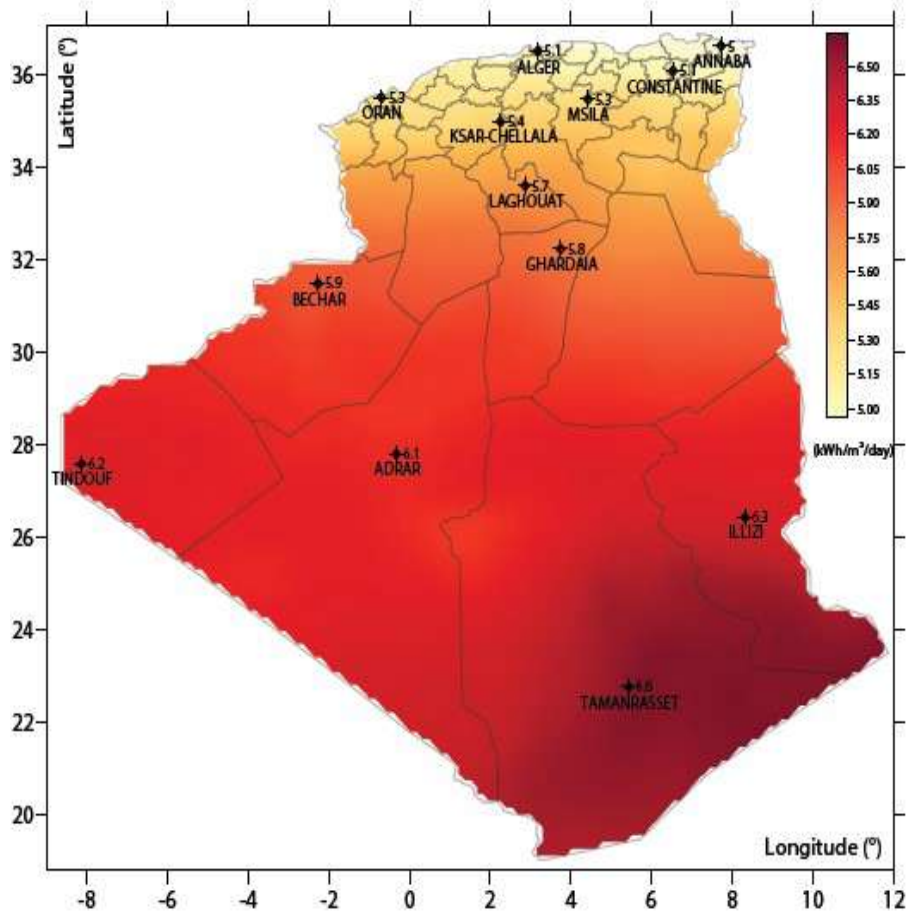 Latitude (°)
36
34
32
30
28
26
24
22
20
5.1
ALGER
5
ANNABA
5.1
CONSTANTINE
5.3
ORAN
5.3
MSILA
5.4
KSAR-CHELLALA
5.7
LAGHOUAT
5.8
GHARDAIA
5.9
BECHAR
6.2
TINDOUF
6.1
ADRAR
6.3
ILLIZI
6.6
TAMANRASSET
6.50
6.35
6.20
6.05
5.90
5.75
5.60
5.45
5.30
5.15
5.00
(kWh/m²/day)
Longitude (°)
-8 -6 -4 -2 0 2 4 6 8 10 12